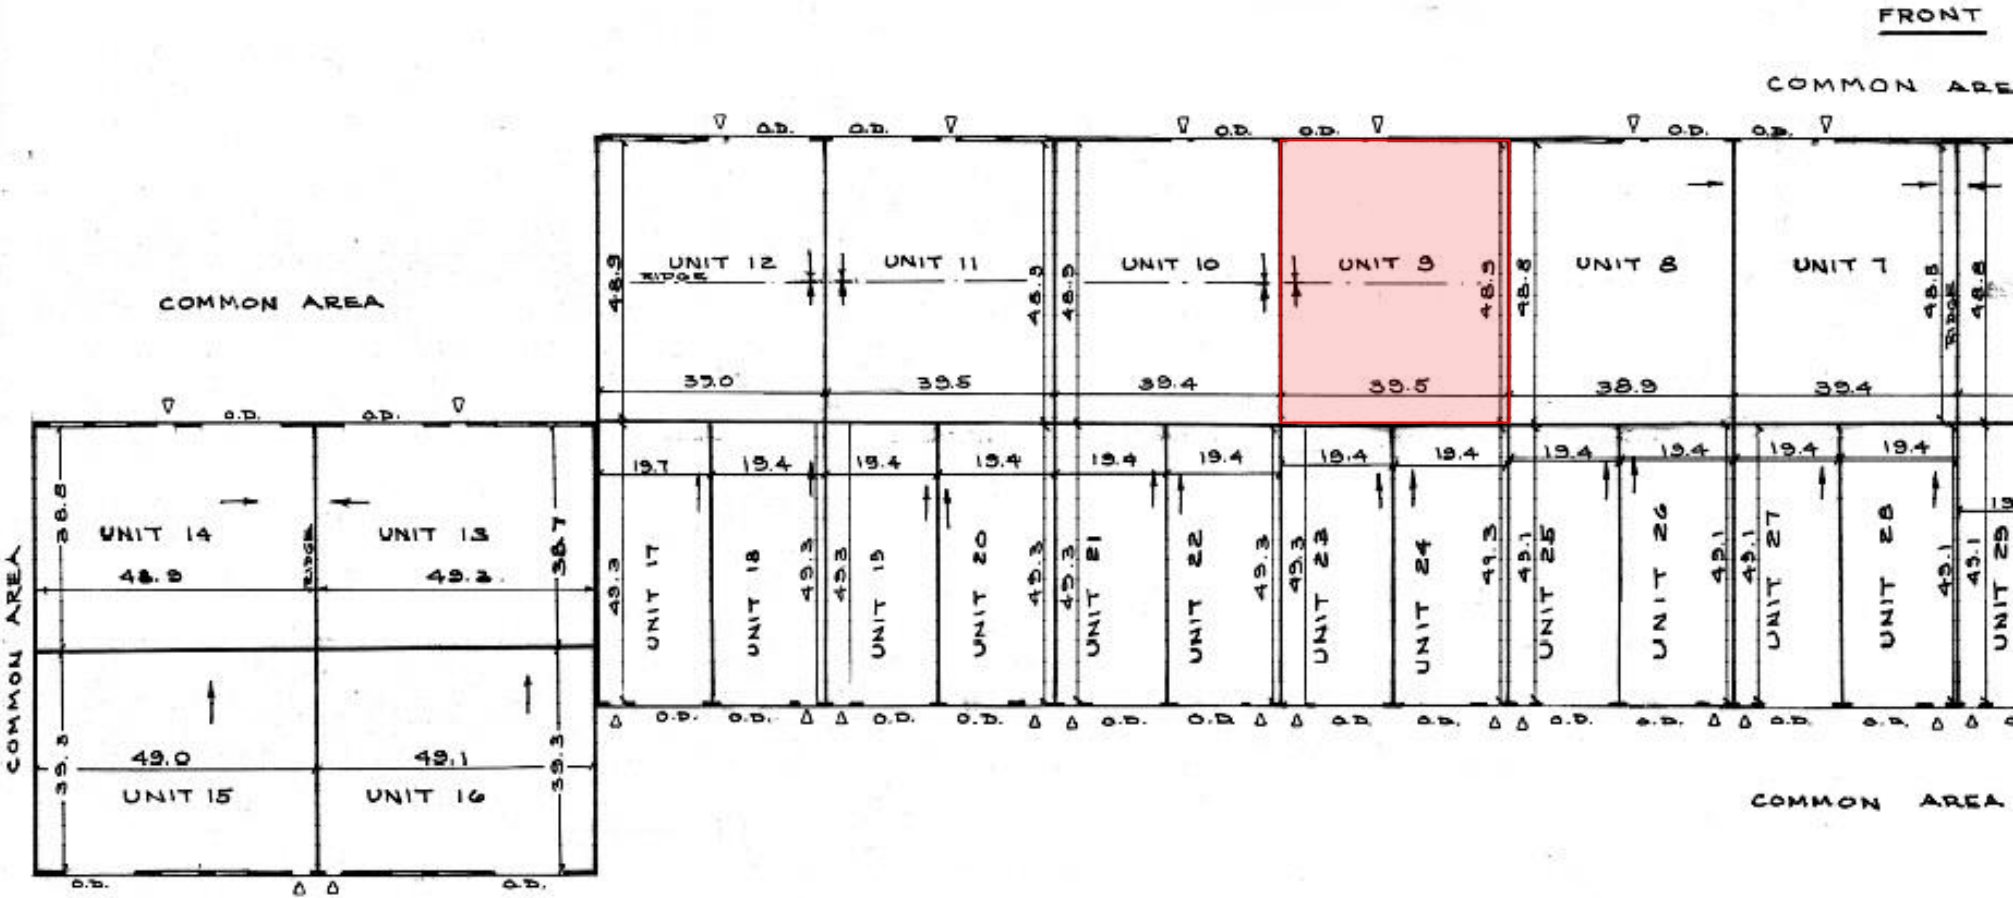 FRONT
COMMON ARE
O.D. O.D. O.D. O.D. O.D. O.D.
UNIT 12 UNIT 11 UNIT 10 UNIT 9 UNIT 8 UNIT 7
RIDGE
48.9 48.9 48.9 48.9 48.8 48.8 48.8
RIDGE
COMMON AREA
39.0 39.5 39.4 39.5 38.9 39.4
O.D. O.D.
19.7 19.4 19.4 19.4 19.4 19.4 19.4 19.4 19.4 19.4 19.4 19.4 19
38.8 38.7
UNIT 14 UNIT 13
RIDGE
48.9 49.2
COMMON AREA
49.3 49.3 49.3 49.3 49.3 49.3 49.3 49.3 49.1 49.1 49.1 49.1 49.1
UNIT 17 UNIT 18 UNIT 19 UNIT 20 UNIT 21 UNIT 22 UNIT 23 UNIT 24 UNIT 25 UNIT 26 UNIT 27 UNIT 28 UNIT 29
O.D. O.D. O.D. O.D. O.D. O.D. O.D. O.D. O.D. O.D. O.D. O.D.
39.3 39.3
49.0 49.1
UNIT 15 UNIT 16
COMMON AREA
O.D. O.D.